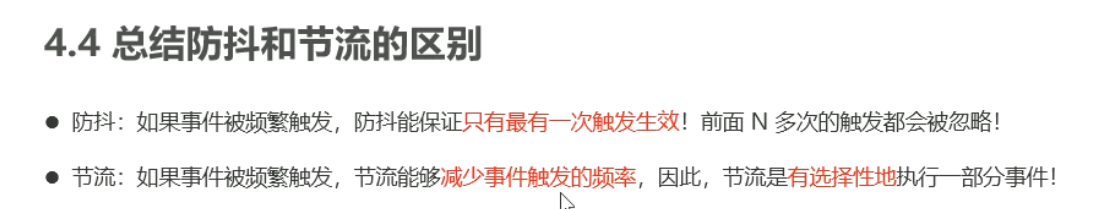 4.4 总结防抖和节流的区别
● 防抖：如果事件被频繁触发，防抖能保证只有最有一次触发生效！前面 N 多次的触发都会被忽略！
● 节流：如果事件被频繁触发，节流能够减少事件触发的频率，因此，节流是有选择性地执行一部分事件！